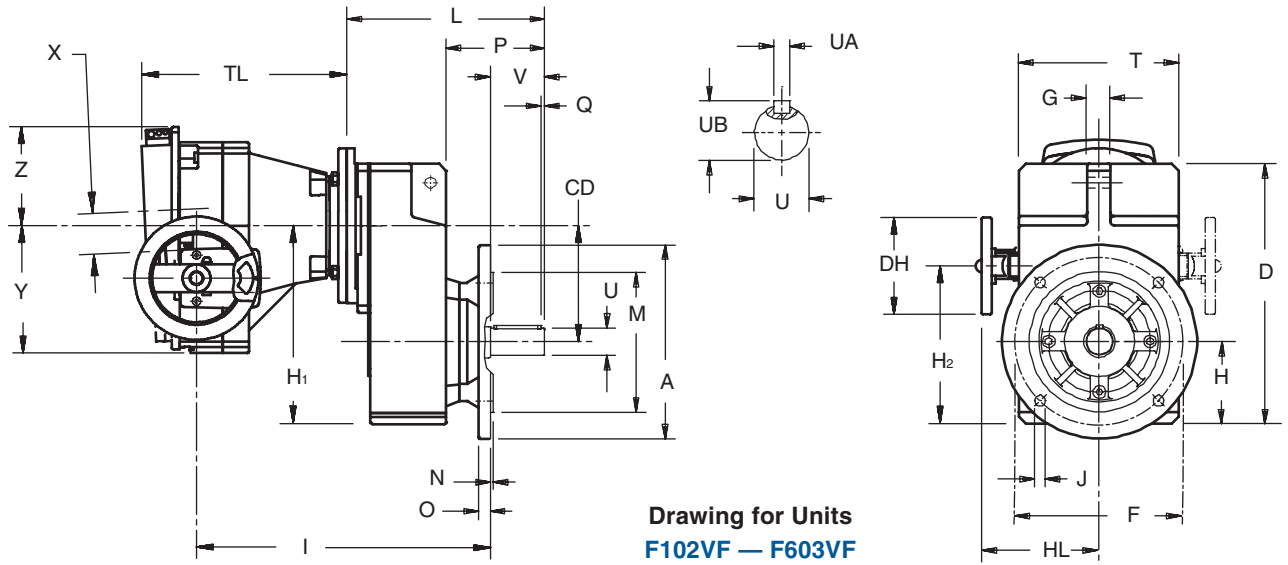 L
P
UA
X
TL
V
T
Q
G
UB
Z
CD
U
DH
D
Y
U
M
A
H1
H2
H
N
J
O
Drawing for Units
F
I
F102VF — F603VF
HL